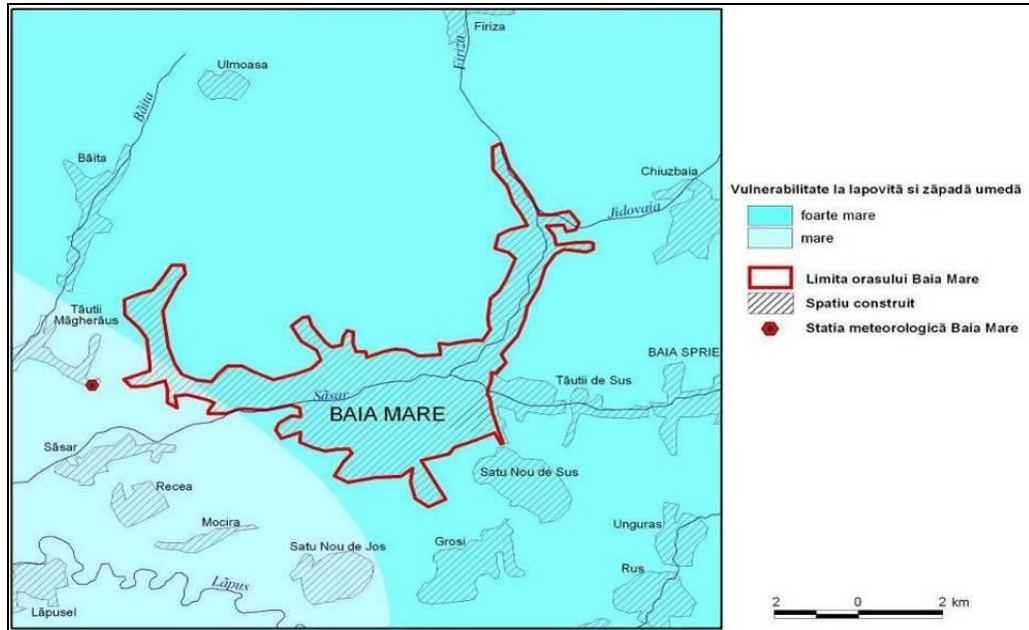 Firiza
Firiza
Ulmoasa
Băița
Băița
Chiuzbaia
Jidovaia
Tăutii
Măgherăus
BAIA SPRIE
Tăutii de Sus
Săsar
BAIA MARE
Săsar
Satu Nou de Sus
Recea
Mocira
Unguras
Satu Nou de Jos
Grosi
Rus
Lăpus
Lăpusel
Vulnerabilitate la lapovită si zăpadă umedă
foarte mare
mare
Limita orasului Baia Mare
Spatiu construit
Statia meteorologică Baia Mare
2 0 2 km